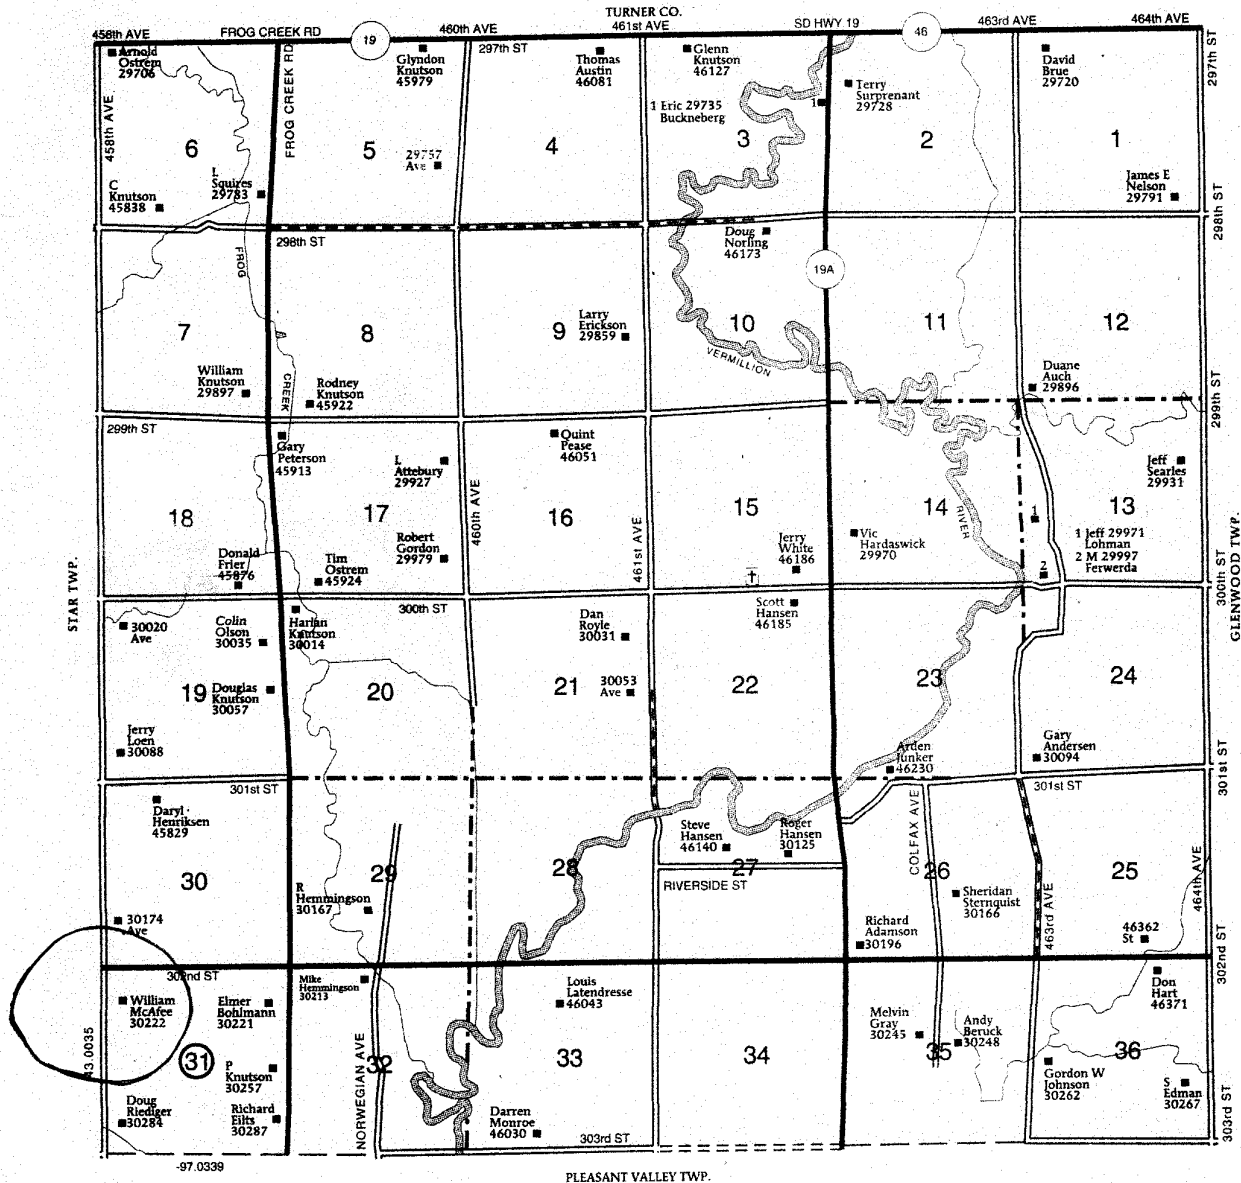 TURNER CO.
458th AVE
FROG CREEK RD
19
460th AVE
461st AVE
SD HWY 19
46
463rd AVE
464th AVE
297th ST
297th ST
Arnold
Ostrem
29706
Glyndon
Knutson
45979
Thomas
Austin
46081
Glenn
Knutson
46127
Terry
Surprenant
29728
David
Brue
29720
458th AVE
FROG CREEK RD
1 Eric 29735
Buckneberg
1
6
5
4
3
2
1
29757
Ave
L
Squires
29783
C
Knutson
45838
James E
Nelson
29791
298th ST
298th ST
Doug
Norling
46173
FROG
19A
7
8
9
10
11
12
Larry
Erickson
29859
VERMILLION
William
Knutson
29897
CREEK
Rodney
Knutson
45922
Duane
Auch
29896
299th ST
299th ST
Gary
Peterson
45913
L
Attebury
29927
Quint
Pease
46051
Jeff
Searles
29931
460th AVE
461st AVE
RIVER
18
17
16
15
14
13
1
1 Jeff 29971
Lohman
2 M 29997
Ferwerda
2
Donald
Frier
45876
Tim
Ostrem
45924
Robert
Gordon
29979
Jerry
White
46186
Vic
Hardaswick
29970
STAR TWP.
GLENWOOD TWP.
300th ST
300th ST
30020
Ave
Colin
Olson
30035
Harlan
Knutson
30014
Dan
Royle
30031
Scott
Hansen
46185
19
Douglas
Knutson
30057
20
21
30053
Ave
22
23
24
Jerry
Loen
30088
Arden
Junker
46230
Gary
Andersen
30094
301st ST
301st ST
301st ST
Daryl
Henriksen
45829
Steve
Hansen
46140
Roger
Hansen
30125
COLFAX AVE
464th AVE
30
29
28
27
26
25
R
Hemmingson
30167
RIVERSIDE ST
Sheridan
Sternquist
30166
463rd AVE
30174
Ave
Richard
Adamson
30196
46362
St
302nd ST
302nd ST
William
McAfee
30222
Elmer
Bohlmann
30221
Mike
Hemmingson
30213
Louis
Latendresse
46043
Don
Hart
46371
Melvin
Gray
30245
Andy
Beruck
30248
43.0035
31
32
33
34
35
36
P
Knutson
30257
NORWEGIAN AVE
Gordon W
Johnson
30262
S
Edman
30267
Doug
Riediger
30284
Richard
Eilts
30287
Darren
Monroe
46030
303rd ST
303rd ST
-97.0339
PLEASANT VALLEY TWP.